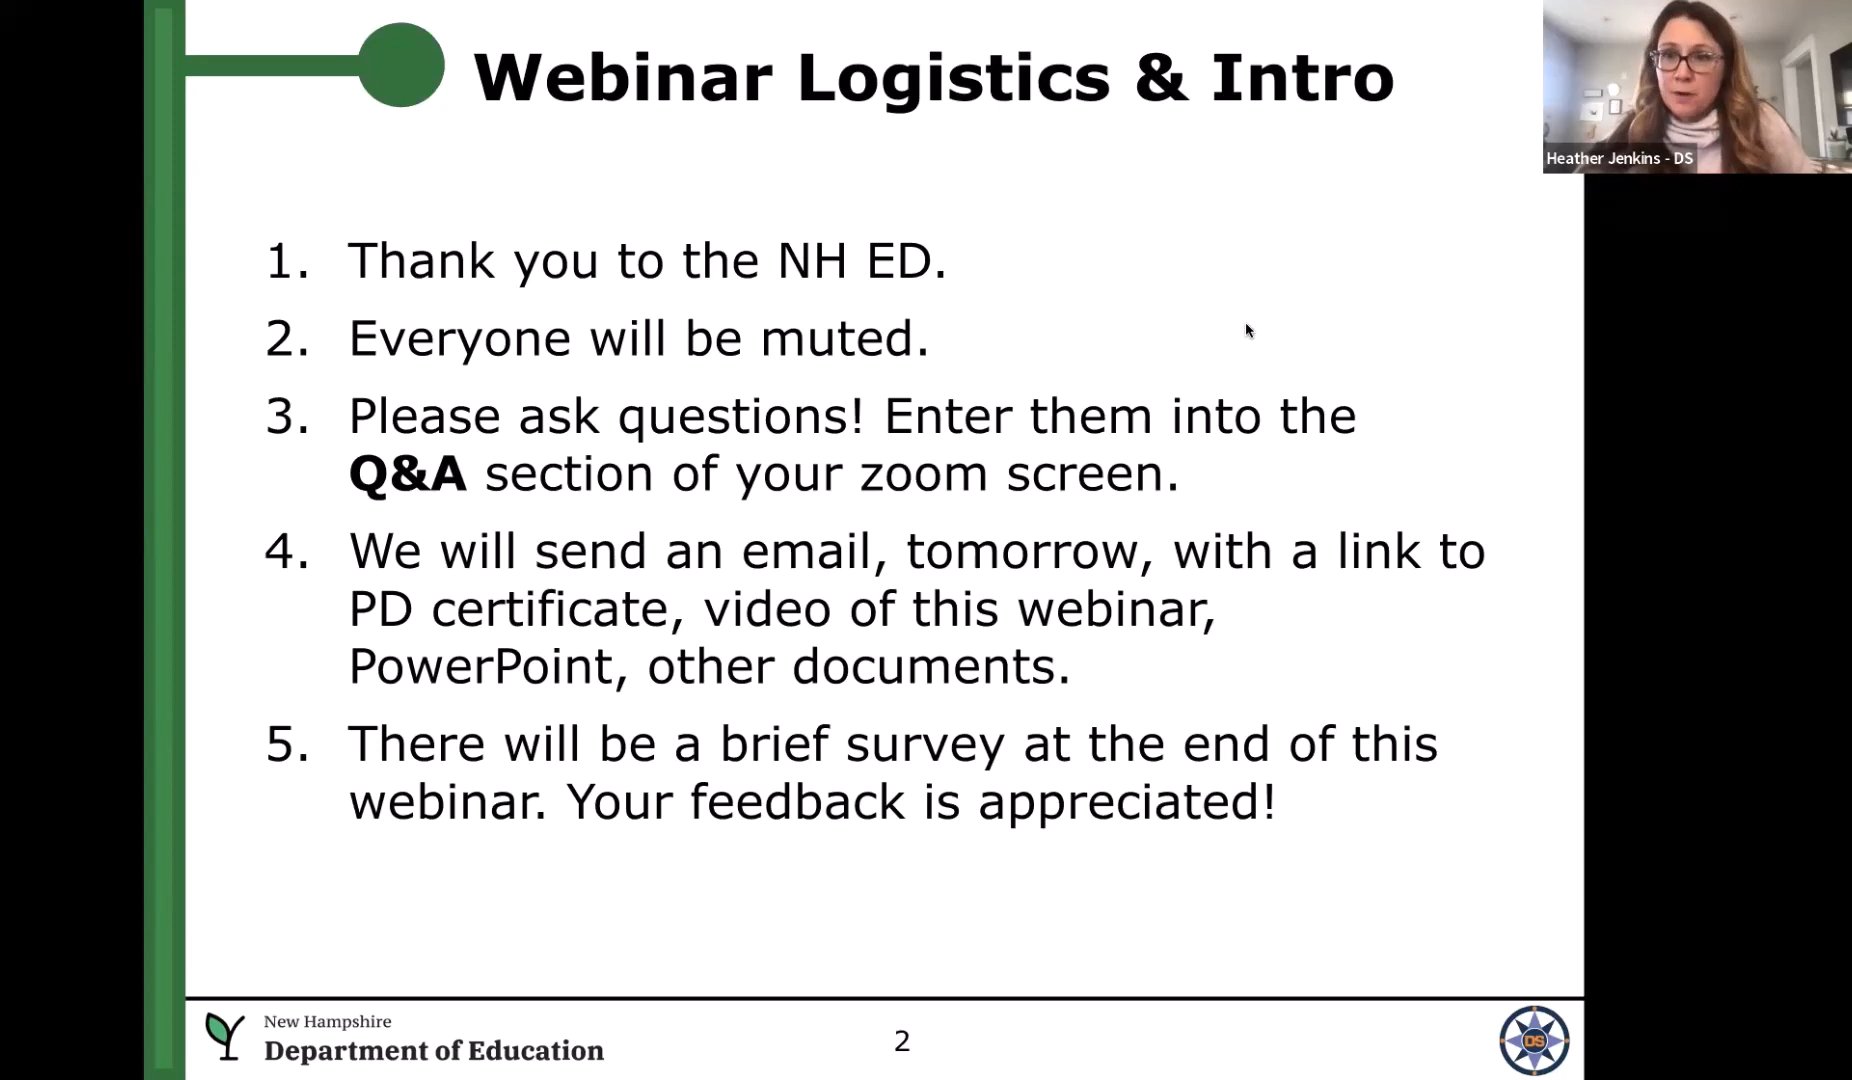 Webinar Logistics & Intro
Heather Jenkins - DS
1. Thank you to the NH ED.
2. Everyone will be muted.
3. Please ask questions! Enter them into the
Q&A section of your zoom screen.
4. We will send an email, tomorrow, with a link to
PD certificate, video of this webinar,
PowerPoint, other documents.
5. There will be a brief survey at the end of this
webinar. Your feedback is appreciated!
New Hampshire
Department of Education
2
DS